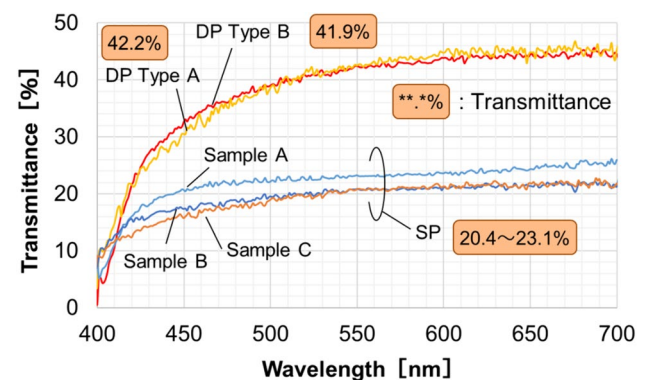 50
40
30
20
10
0
Transmittance [%]
42.2%
DP Type B
41.9%
DP Type A
**.*% : Transmittance
Sample A
Sample B
Sample C
SP
20.4～23.1%
400 450 500 550 600 650 700
Wavelength [nm]